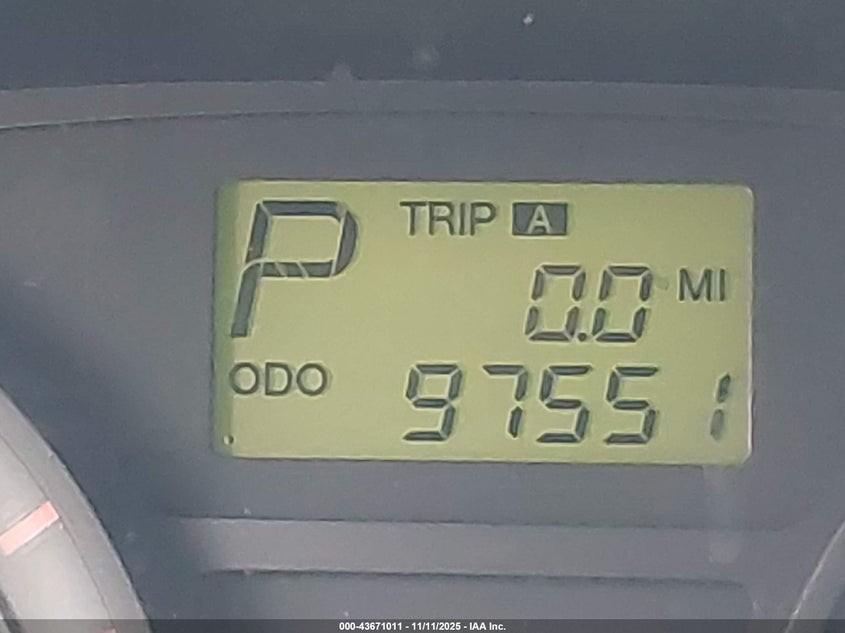 P TRIP A
0.0 MI
ODO 97551
000-43671011 - 11/11/2025 - IAA Inc.